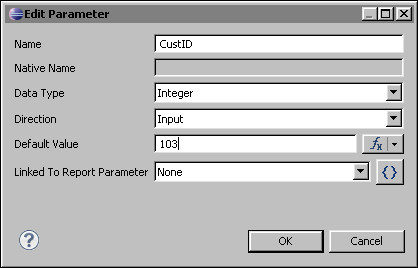 Edit Parameter
Name CustID
Native Name
Data Type Integer
Direction Input
Default Value 103 fx
Linked To Report Parameter None {}
? OK Cancel